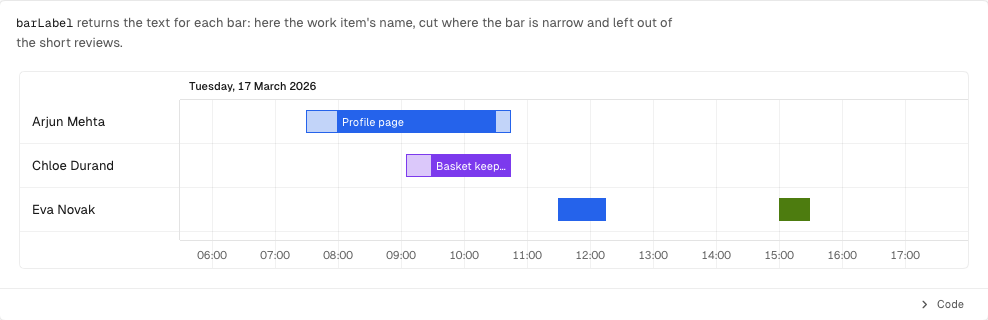 barLabel returns the text for each bar: here the work item's name, cut where the bar is narrow and left out of
the short reviews.
Tuesday, 17 March 2026
Arjun Mehta
Profile page
Chloe Durand
Basket keep…
Eva Novak
06:00 07:00 08:00 09:00 10:00 11:00 12:00 13:00 14:00 15:00 16:00 17:00
Code